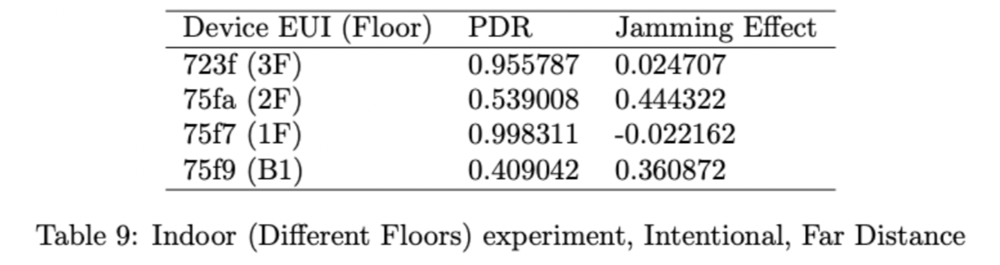 Device EUI (Floor) PDR Jamming Effect
723f (3F) 0.955787 0.024707
75fa (2F) 0.539008 0.444322
75f7 (1F) 0.998311 -0.022162
75f9 (B1) 0.409042 0.360872
Table 9: Indoor (Different Floors) experiment, Intentional, Far Distance